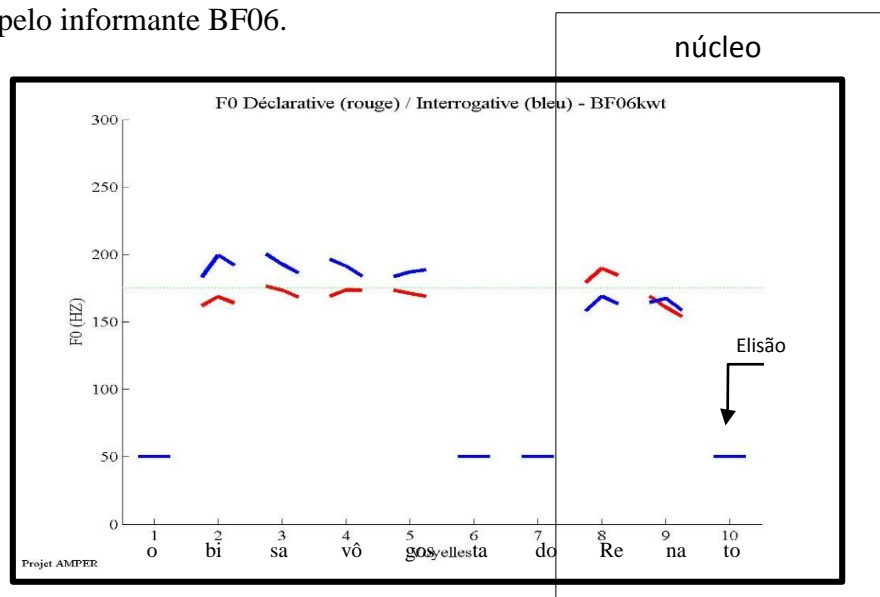 pelo informante BF06.
núcleo
F0 Déclarative (rouge) / Interrogative (bleu) - BF06kwt
300
250
200
150
100
50
0
F0 (HZ)
Elisão
1 2 3 4 5 6 7 8 9 10
o bi sa vô gos ta do Re na to
Voyelles
Projet AMPER